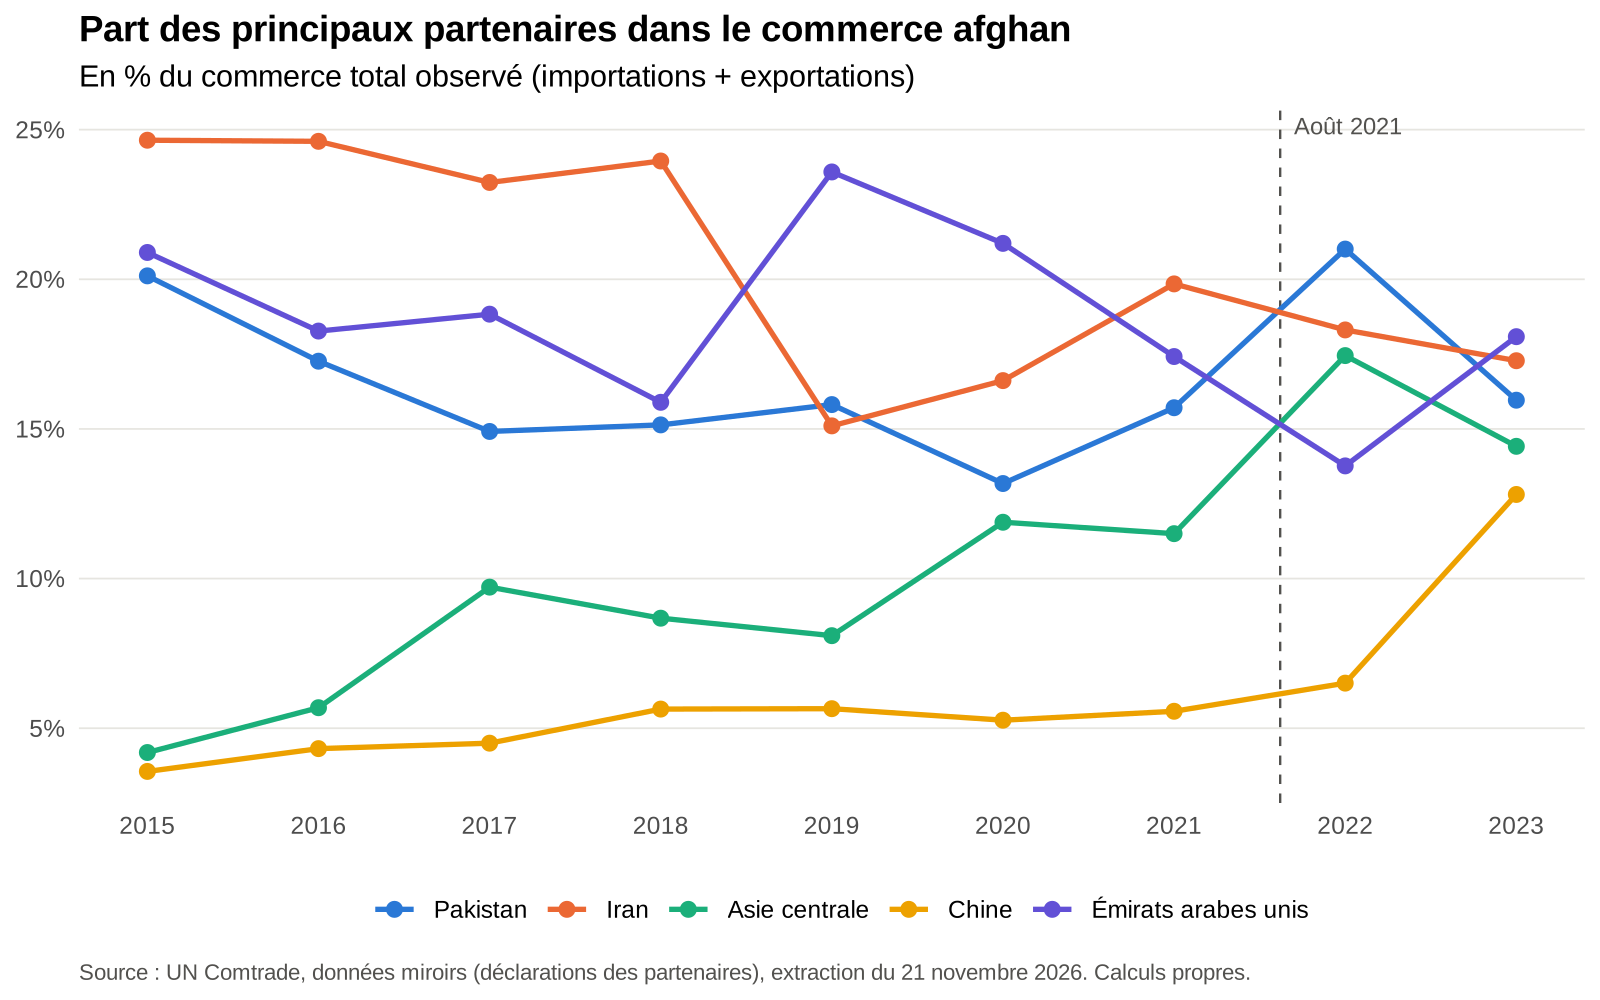 Part des principaux partenaires dans le commerce afghan
En % du commerce total observé (importations + exportations)
Août 2021
25%
20%
15%
10%
5%
2015 2016 2017 2018 2019 2020 2021 2022 2023
Pakistan Iran Asie centrale Chine Émirats arabes unis
Source : UN Comtrade, données miroirs (déclarations des partenaires), extraction du 21 novembre 2026. Calculs propres.